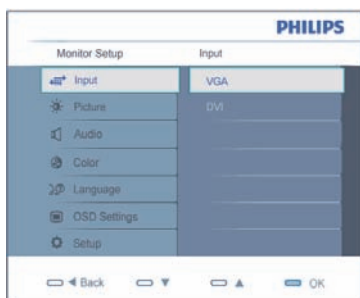 PHILIPS
Monitor Setup Input
Input VGA
Picture DVI
Audio
Color
Language
OSD Settings
Setup
Back OK